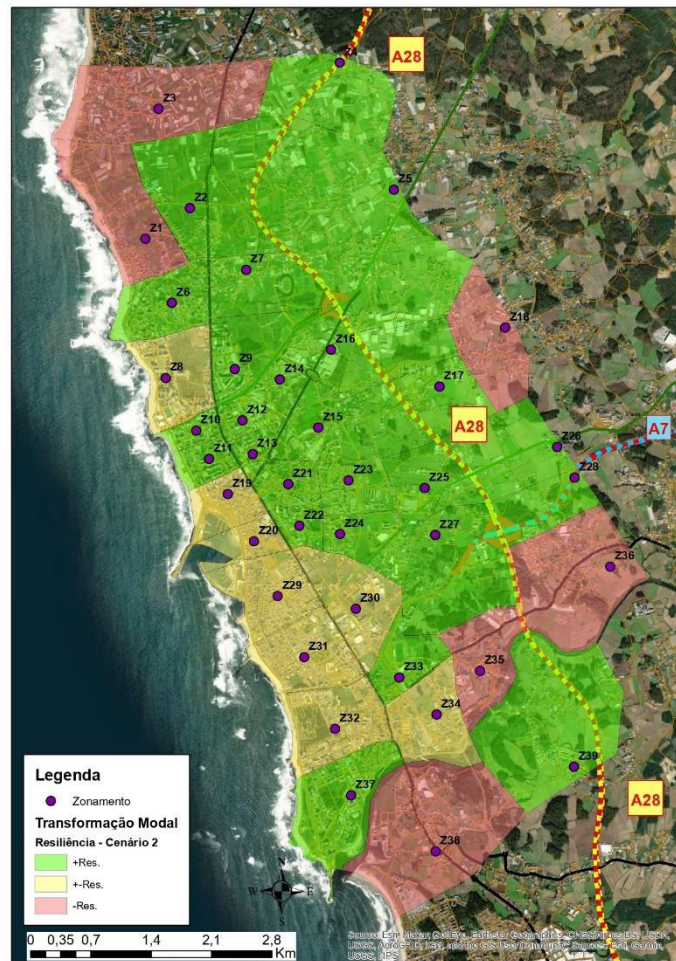 Z4
A28
Z3
Z5
Z2
Z1
Z7
Z6
Z18
Z16
Z8
Z9
Z14
Z17
Z10
Z12
Z15
A28
Z26
A7
Z11
Z13
Z19
Z21
Z23
Z25
Z28
Z20
Z22
Z24
Z27
Z36
Z29
Z30
Z31
Z33
Z35
Z32
Z34
Z37
Z39
A28
Z38
Legenda
Zonamento
Transformação Modal
Resiliência - Cenário 2
+Res.
+-Res.
-Res.
N
W E
S
0 0,35 0,7 1,4 2,1 2,8
Km